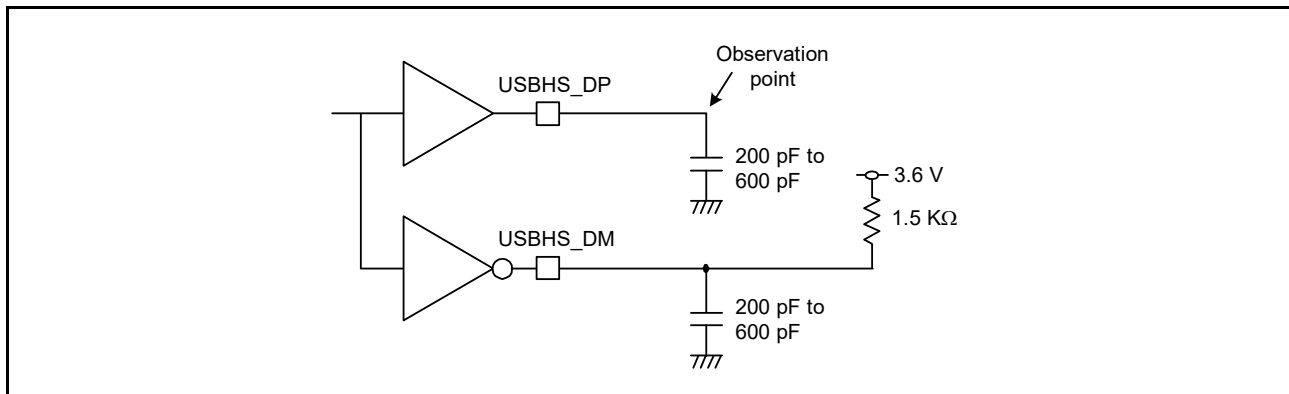 Observation
point
USBHS_DP
200 pF to
600 pF
3.6 V
1.5 KΩ
USBHS_DM
200 pF to
600 pF